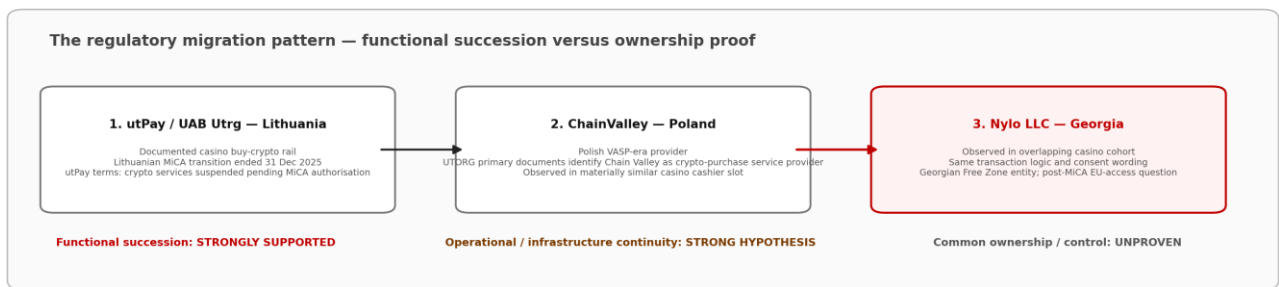 The regulatory migration pattern — functional succession versus ownership proof
1. utPay / UAB Utrg — Lithuania
Documented casino buy-crypto rail
Lithuanian MiCA transition ended 31 Dec 2025
utPay terms: crypto services suspended pending MiCA authorisation
2. ChainValley — Poland
Polish VASP-era provider
UTORG primary documents identify Chain Valley as crypto-purchase service provider
Observed in materially similar casino cashier slot
3. Nylo LLC — Georgia
Observed in overlapping casino cohort
Same transaction logic and consent wording
Georgian Free Zone entity; post-MiCA EU-access question
Functional succession: STRONGLY SUPPORTED
Operational / infrastructure continuity: STRONG HYPOTHESIS
Common ownership / control: UNPROVEN